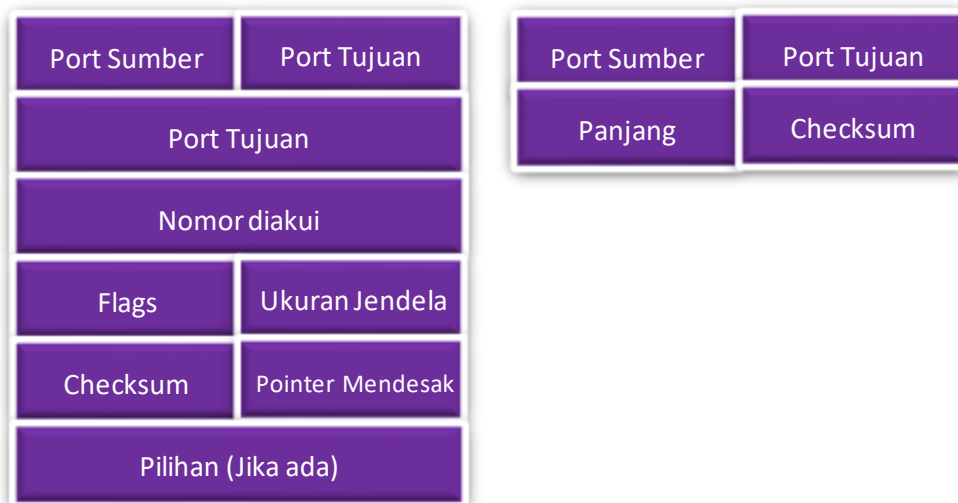 Port Sumber
Port Tujuan
Port Tujuan
Nomor diakui
Flags
Ukuran Jendela
Checksum
Pointer Mendesak
Pilihan (Jika ada)
Port Sumber
Port Tujuan
Panjang
Checksum